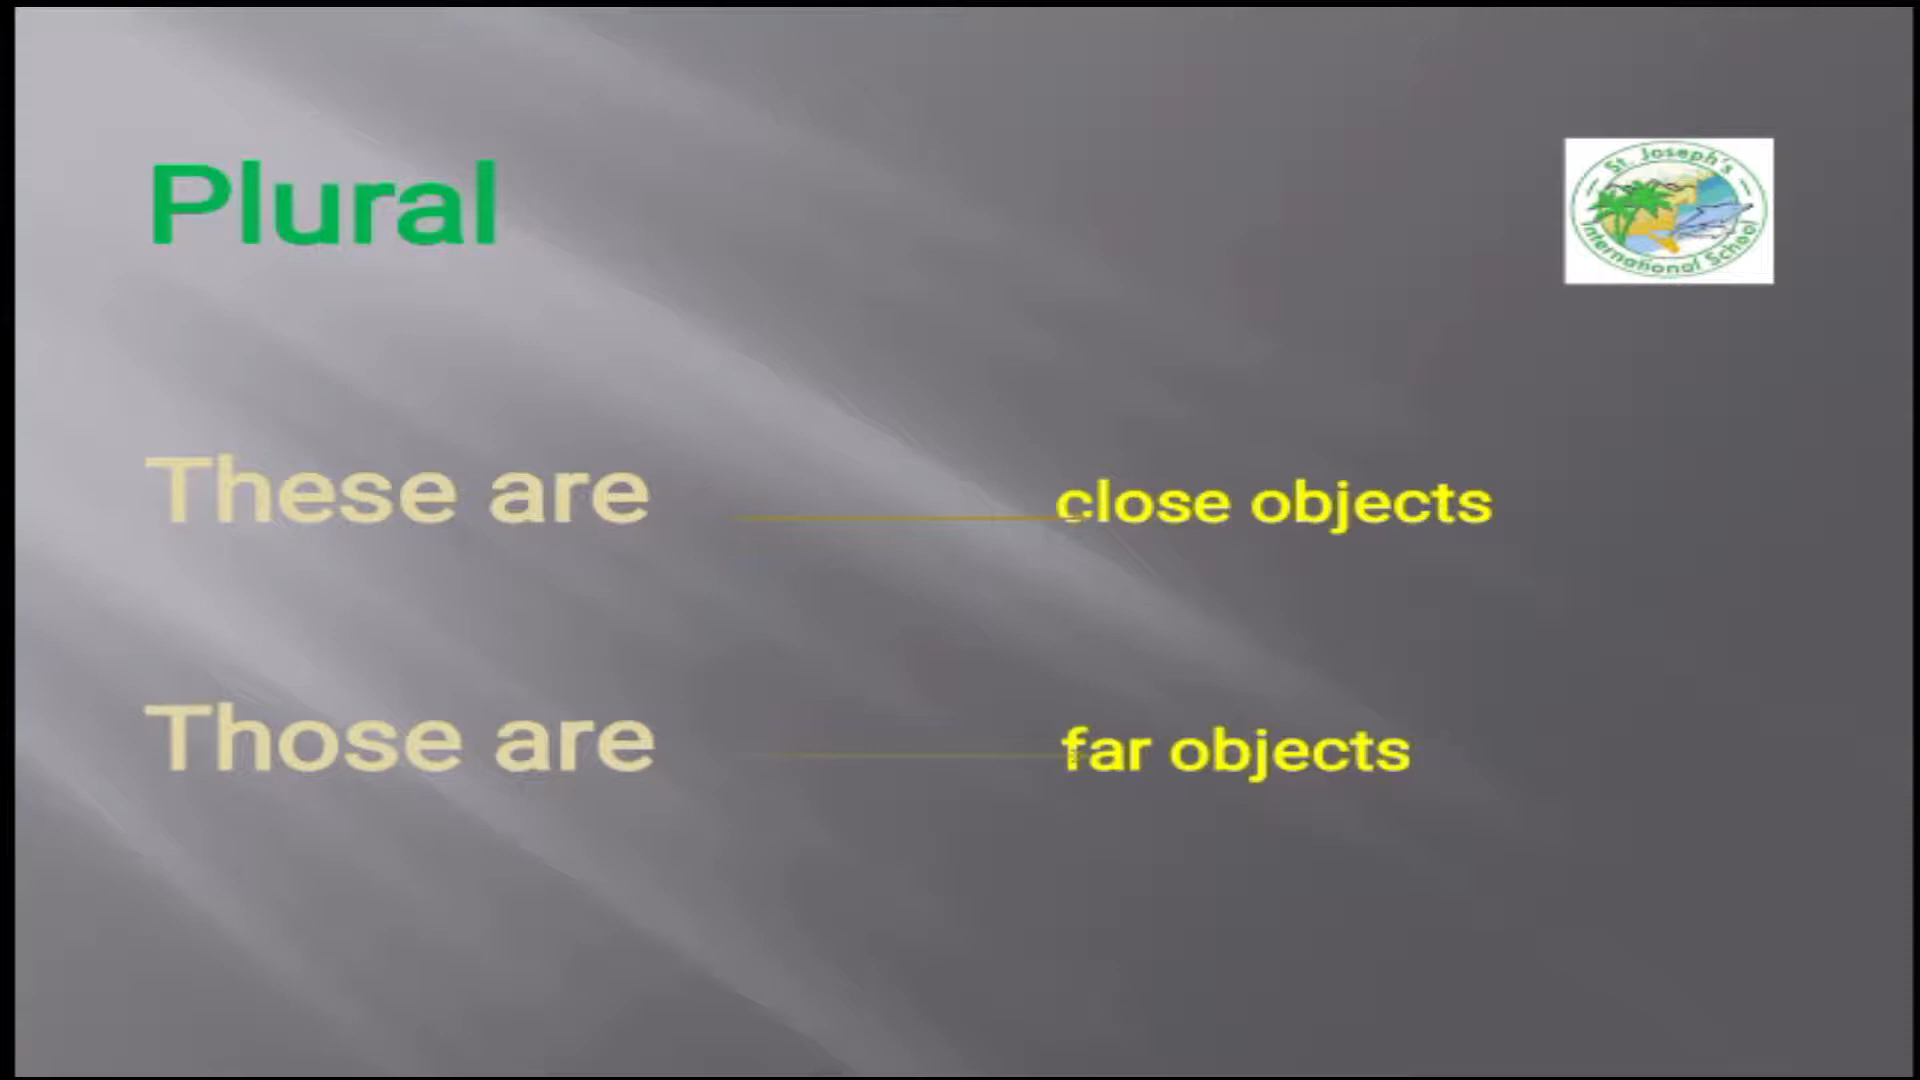 Plural
St. Joseph's
International School
These are close objects
Those are far objects